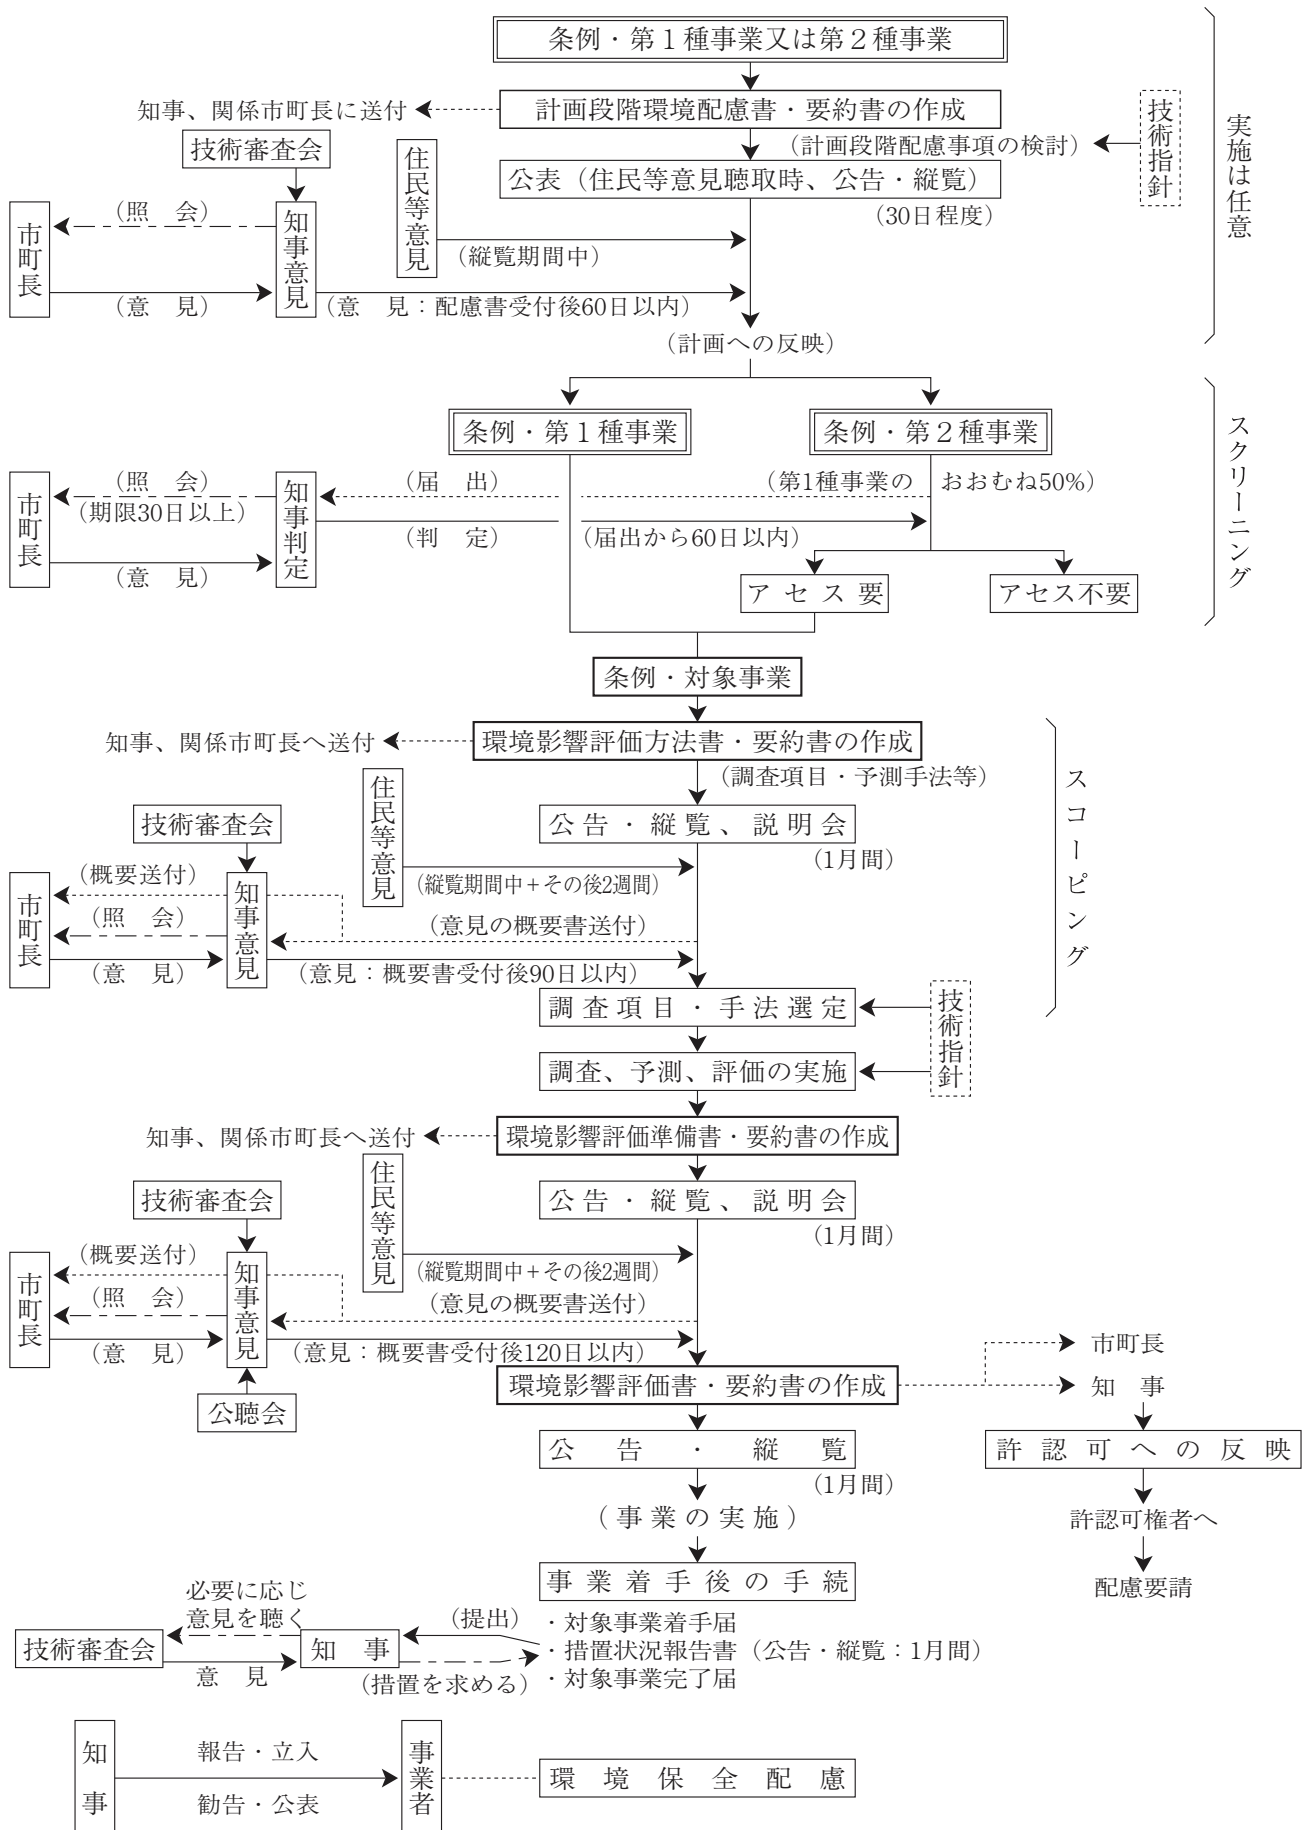 条例・第１種事業又は第２種事業
知事、関係市町長に送付
計画段階環境配慮書・要約書の作成
技術指針
実施は任意
技術審査会
住民等意見
（計画段階配慮事項の検討）
公表（住民等意見聴取時、公告・縦覧）
（30日程度）
市町長
（照　会）
知事意見
（縦覧期間中）
（意　見）
（意　見：配慮書受付後60日以内）
（計画への反映）
スクリーニング
条例・第１種事業
条例・第２種事業
市町長
（照　会）
（期限30日以上）
知事判定
（届　出）
（第1種事業の　おおむね50%）
（判　定）
（届出から60日以内）
（意　見）
アセス要
アセス不要
条例・対象事業
知事、関係市町長へ送付
環境影響評価方法書・要約書の作成
（調査項目・予測手法等）
スコーピング
技術審査会
住民等意見
公告・縦覧、説明会
（1月間）
市町長
（概要送付）
知事意見
（縦覧期間中+その後2週間）
（照　会）
（意見の概要書送付）
（意　見）
（意見：概要書受付後90日以内）
調査項目・手法選定
技術指針
調査、予測、評価の実施
知事、関係市町長へ送付
環境影響評価準備書・要約書の作成
技術審査会
住民等意見
公告・縦覧、説明会
（1月間）
市町長
（概要送付）
知事意見
（縦覧期間中+その後2週間）
（照　会）
（意見の概要書送付）
（意　見）
（意見：概要書受付後120日以内）
市町長
環境影響評価書・要約書の作成
知　事
公聴会
公告・縦覧
（1月間）
許認可への反映
（事業の実施）
許認可権者へ
事業着手後の手続
配慮要請
必要に応じ
意見を聴く
（提出）
・対象事業着手届
技術審査会
知　事
・措置状況報告書（公告・縦覧：1月間）
意　見
（措置を求める）
・対象事業完了届
知事
報告・立入
勧告・公表
事業者
環境保全配慮